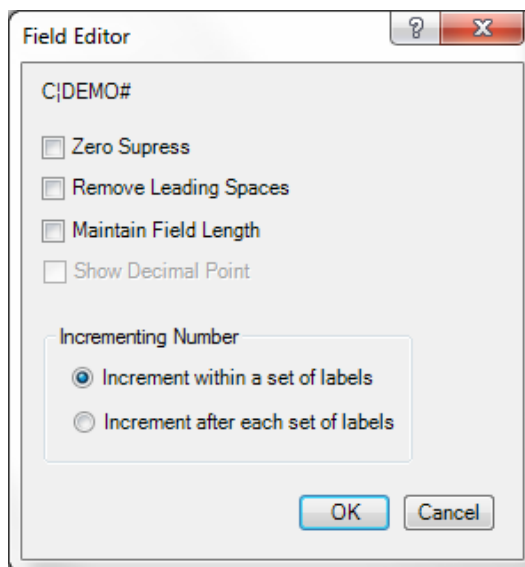 Field Editor
?
X
C¦DEMO#
Zero Supress
Remove Leading Spaces
Maintain Field Length
Show Decimal Point
Incrementing Number
Increment within a set of labels
Increment after each set of labels
OK Cancel